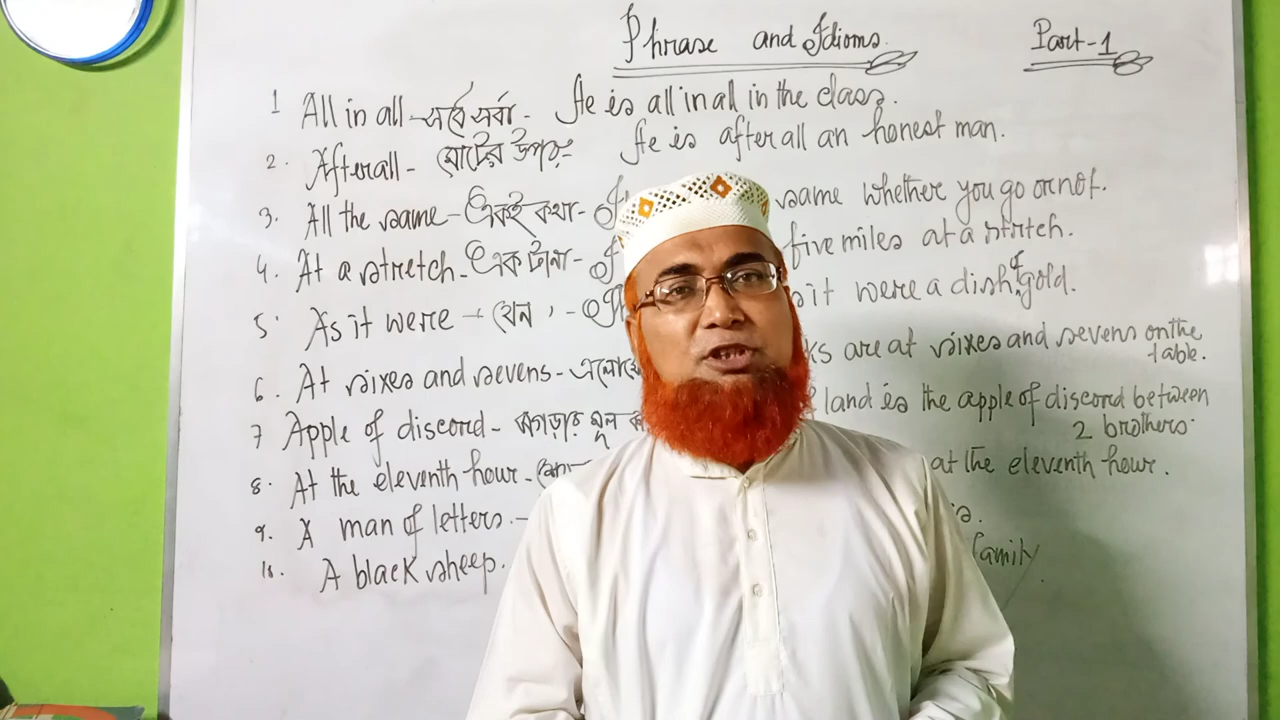 Phrase and Idioms. Part-1
1 All in all - সর্বে সর্বা - He is all in all in the class.
2. Afterall - মোটের উপর - He is after all an honest man.
3. All the same - একই কথা - same whether you go or not.
4. At a stretch - এক টানা - five miles at a stretch.
5. As it were - যেন, - it were a dish of gold.
6. At sixes and sevens - are at sixes and sevens on the
table.
7 Apple of discord - ঝগড়ার মূল land is the apple of discord between
2 brothers.
8. At the eleventh hour - at the eleventh hour.
9. A man of letters. -
10. A black sheep. family.